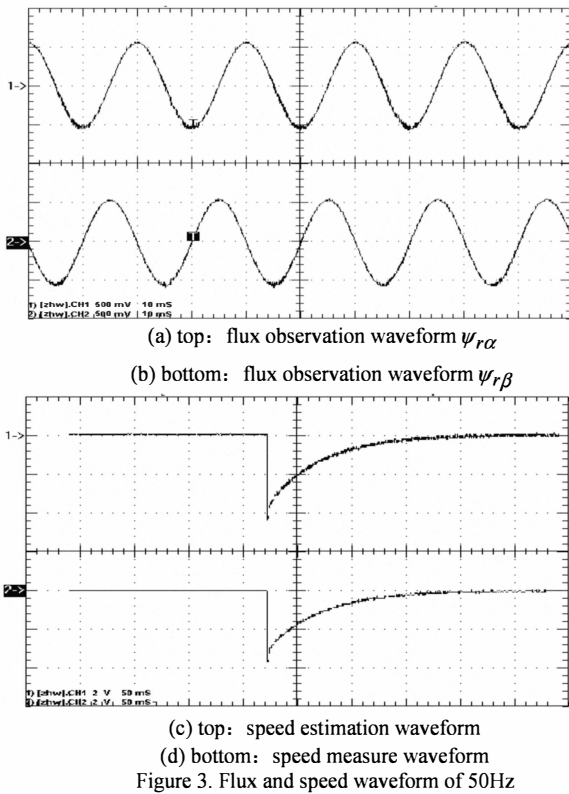 1->
T
2->
T
1) [zhw].CH1 500 mV 10 mS
2) [zhw].CH2 500 mV 10 mS
(a) top: flux observation waveform ψrα
(b) bottom: flux observation waveform ψrβ
1->
2->
1) [zhw].CH1 2 V 50 mS
2) [zhw].CH2 2 V 50 mS
(c) top: speed estimation waveform
(d) bottom: speed measure waveform
Figure 3. Flux and speed waveform of 50Hz